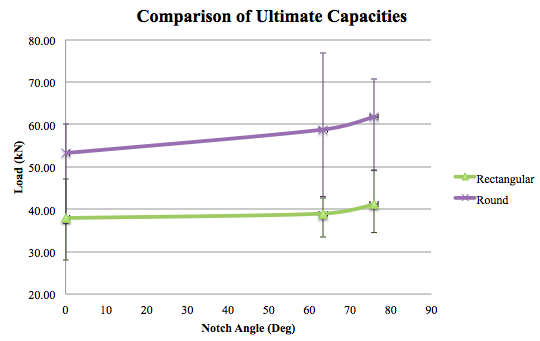 Comparison of Ultimate Capacities
80.00
70.00
60.00
50.00
40.00
30.00
20.00
Load (kN)
0 10 20 30 40 50 60 70 80 90
Notch Angle (Deg)
Rectangular
Round